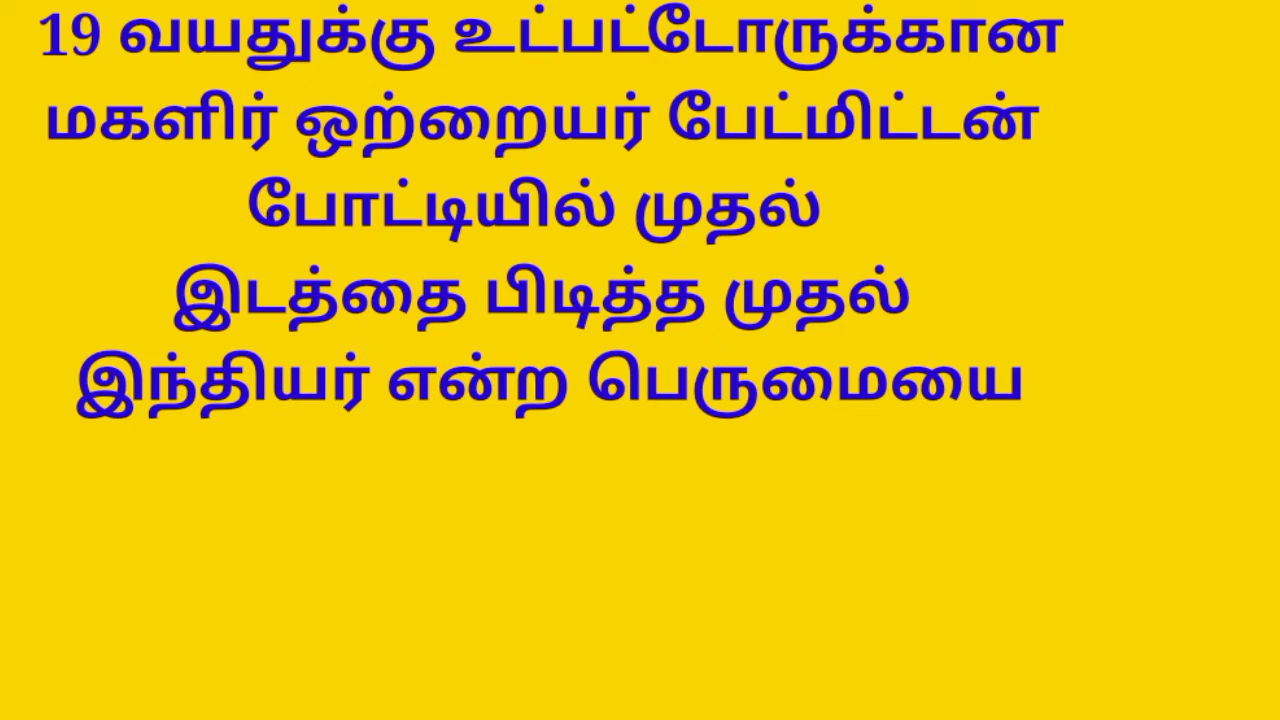 19 வயதுக்கு உட்பட்டோருக்கான
மகளிர் ஒற்றையர் பேட்மிட்டன்
போட்டியில் முதல்
இடத்தை பிடித்த முதல்
இந்தியர் என்ற பெருமையை